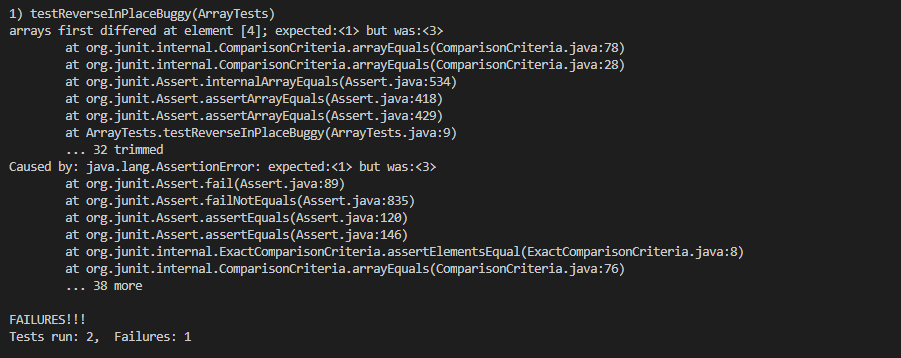 1) testReverseInPlaceBuggy(ArrayTests)
arrays first differed at element [4]; expected:<1> but was:<3>
        at org.junit.internal.ComparisonCriteria.arrayEquals(ComparisonCriteria.java:78)
        at org.junit.internal.ComparisonCriteria.arrayEquals(ComparisonCriteria.java:28)
        at org.junit.Assert.internalArrayEquals(Assert.java:534)
        at org.junit.Assert.assertArrayEquals(Assert.java:418)
        at org.junit.Assert.assertArrayEquals(Assert.java:429)
        at ArrayTests.testReverseInPlaceBuggy(ArrayTests.java:9)
        ... 32 trimmed
Caused by: java.lang.AssertionError: expected:<1> but was:<3>
        at org.junit.Assert.fail(Assert.java:89)
        at org.junit.Assert.failNotEquals(Assert.java:835)
        at org.junit.Assert.assertEquals(Assert.java:120)
        at org.junit.Assert.assertEquals(Assert.java:146)
        at org.junit.internal.ExactComparisonCriteria.assertElementsEqual(ExactComparisonCriteria.java:8)
        at org.junit.internal.ComparisonCriteria.arrayEquals(ComparisonCriteria.java:76)
        ... 38 more

FAILURES!!!
Tests run: 2,  Failures: 1